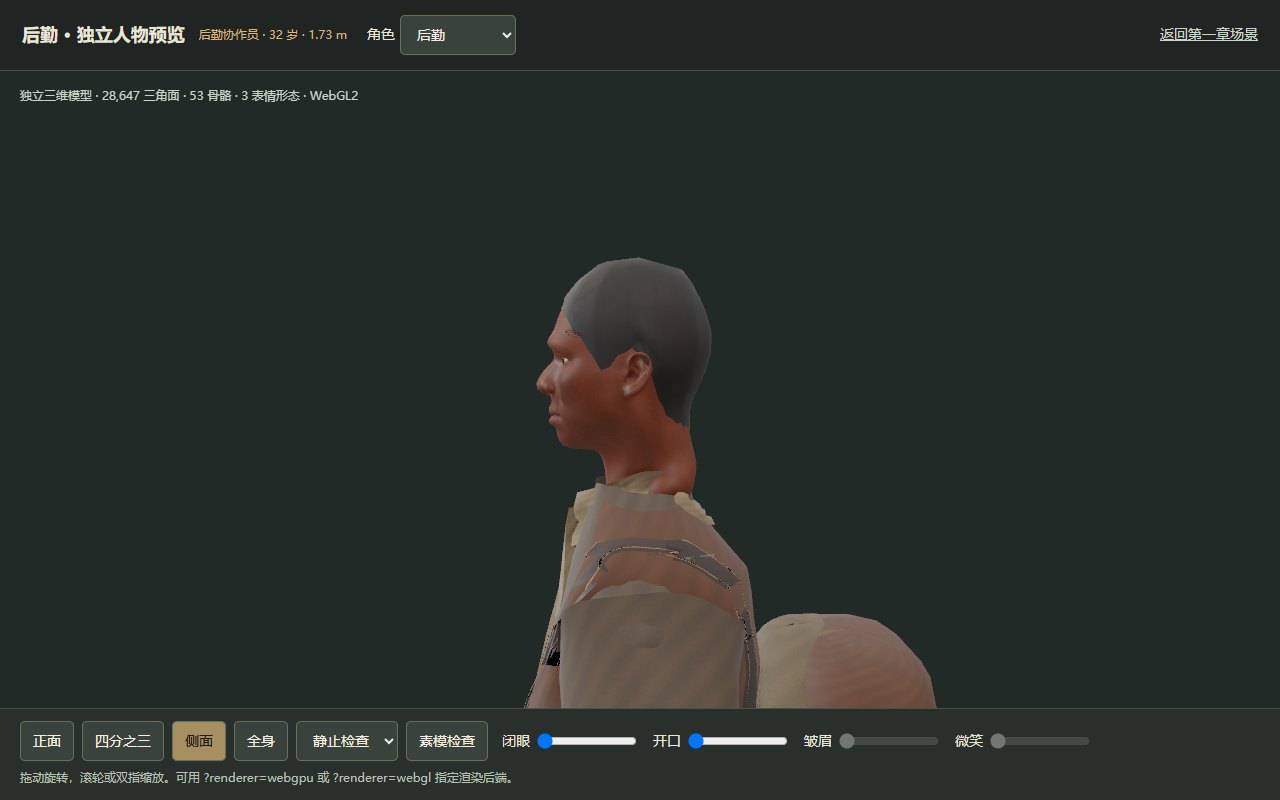 后勤 • 独立人物预览 后勤协作员 · 32 岁 · 1.73 m 角色 后勤 返回第一章场景
独立三维模型 · 28,647 三角面 · 53 骨骼 · 3 表情形态 · WebGL2
正面 四分之三 侧面 全身 静止检查 素模检查 闭眼 开口 皱眉 微笑
拖动旋转，滚轮或双指缩放。可用 ?renderer=webgpu 或 ?renderer=webgl 指定渲染后端。